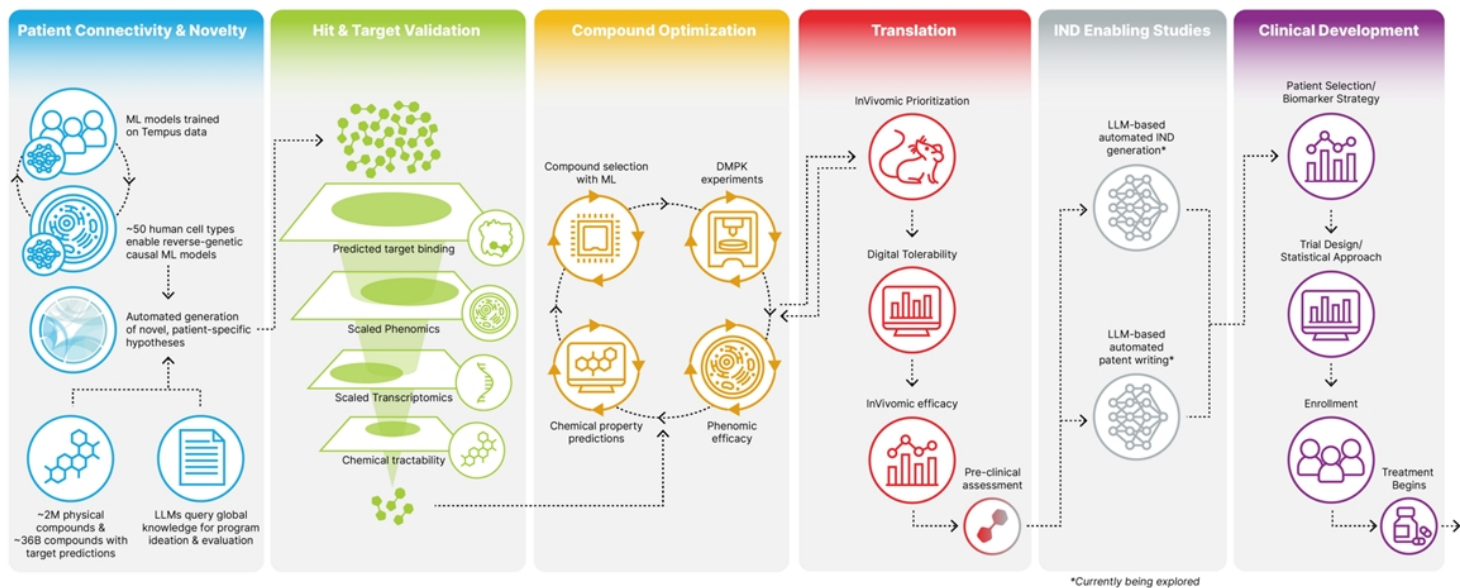 Patient Connectivity & Novelty
ML models trained
on Tempus data
~50 human cell types
enable reverse-genetic
causal ML models
Automated generation
of novel, patient-specific
hypotheses
~2M physical
compounds &
~36B compounds with
target predictions
LLMs query global
knowledge for program
ideation & evaluation
Hit & Target Validation
Predicted target binding
Scaled Phenomics
Scaled Transcriptomics
Chemical tractability
Compound Optimization
Compound selection
with ML
DMPK
experiments
Chemical property
predictions
Phenomic
efficacy
Translation
InVivomic Prioritization
Digital Tolerability
InVivomic efficacy
Pre-clinical
assessment
IND Enabling Studies
LLM-based
automated IND
generation*
LLM-based
automated
patent writing*
Clinical Development
Patient Selection/
Biomarker Strategy
Trial Design/
Statistical Approach
Enrollment
Treatment
Begins
*Currently being explored